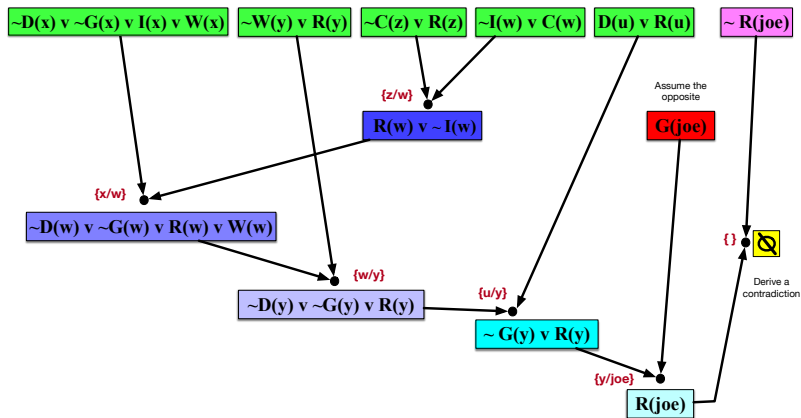 ~D(x) v ~G(x) v I(x) v W(x)
~W(y) v R(y)
~C(z) v R(z)
~I(w) v C(w)
D(u) v R(u)
~ R(joe)
{z/w}
Assume the
opposite
R(w) v ~I(w)
G(joe)
{x/w}
~D(w) v ~G(w) v R(w) v W(w)
{ }
{w/y}
Derive a
contradiction
~D(y) v ~G(y) v R(y)
{u/y}
~ G(y) v R(y)
{y/joe}
R(joe)